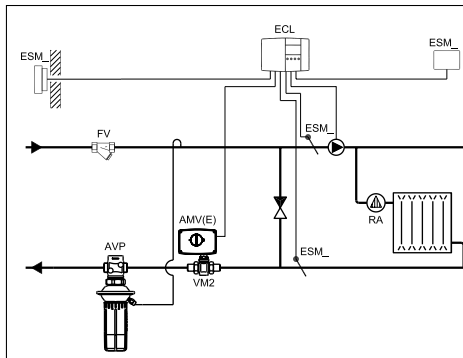 ECL
ESM_
ESM_
FV
ESM_
AMV(E)
RA
AVP
ESM_
VM2